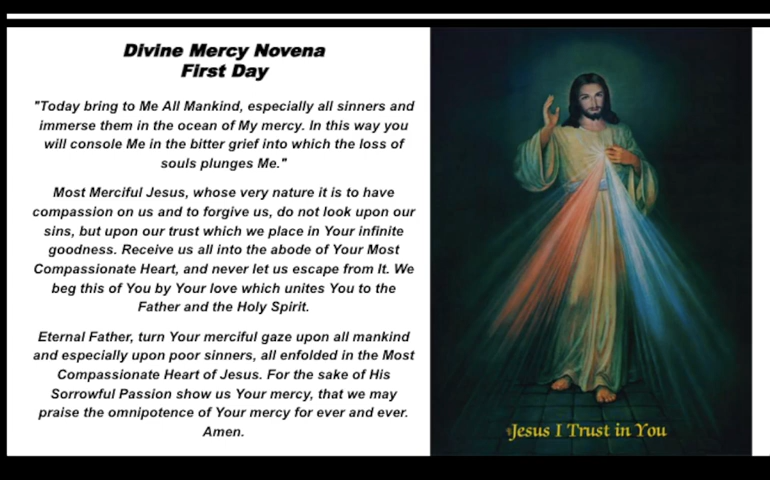 Divine Mercy Novena
First Day
"Today bring to Me All Mankind, especially all sinners and
immerse them in the ocean of My mercy. In this way you
will console Me in the bitter grief into which the loss of
souls plunges Me."
Most Merciful Jesus, whose very nature it is to have
compassion on us and to forgive us, do not look upon our
sins, but upon our trust which we place in Your infinite
goodness. Receive us all into the abode of Your Most
Compassionate Heart, and never let us escape from It. We
beg this of You by Your love which unites You to the
Father and the Holy Spirit.
Eternal Father, turn Your merciful gaze upon all mankind
and especially upon poor sinners, all enfolded in the Most
Compassionate Heart of Jesus. For the sake of His
Sorrowful Passion show us Your mercy, that we may
praise the omnipotence of Your mercy for ever and ever.
Amen.
Jesus I Trust in You